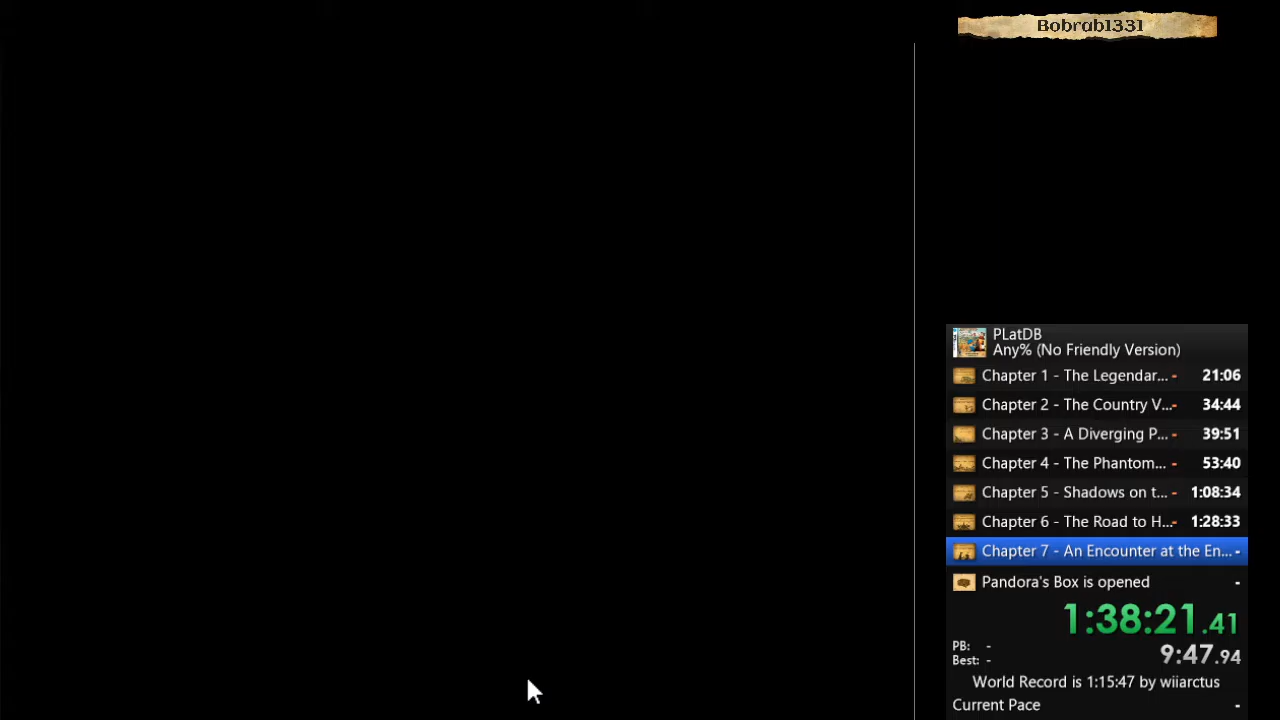 Bobrab1331
PLatDB
Any% (No Friendly Version)
Chapter 1 - The Legendar... - 21:06
Chapter 2 - The Country V... - 34:44
Chapter 3 - A Diverging P... - 39:51
Chapter 4 - The Phantom... - 53:40
Chapter 5 - Shadows on t... - 1:08:34
Chapter 6 - The Road to H... - 1:28:33
Chapter 7 - An Encounter at the En... -
Pandora's Box is opened -
1:38:21.41
PB: -
Best: - 9:47.94
World Record is 1:15:47 by wiiarctus
Current Pace -